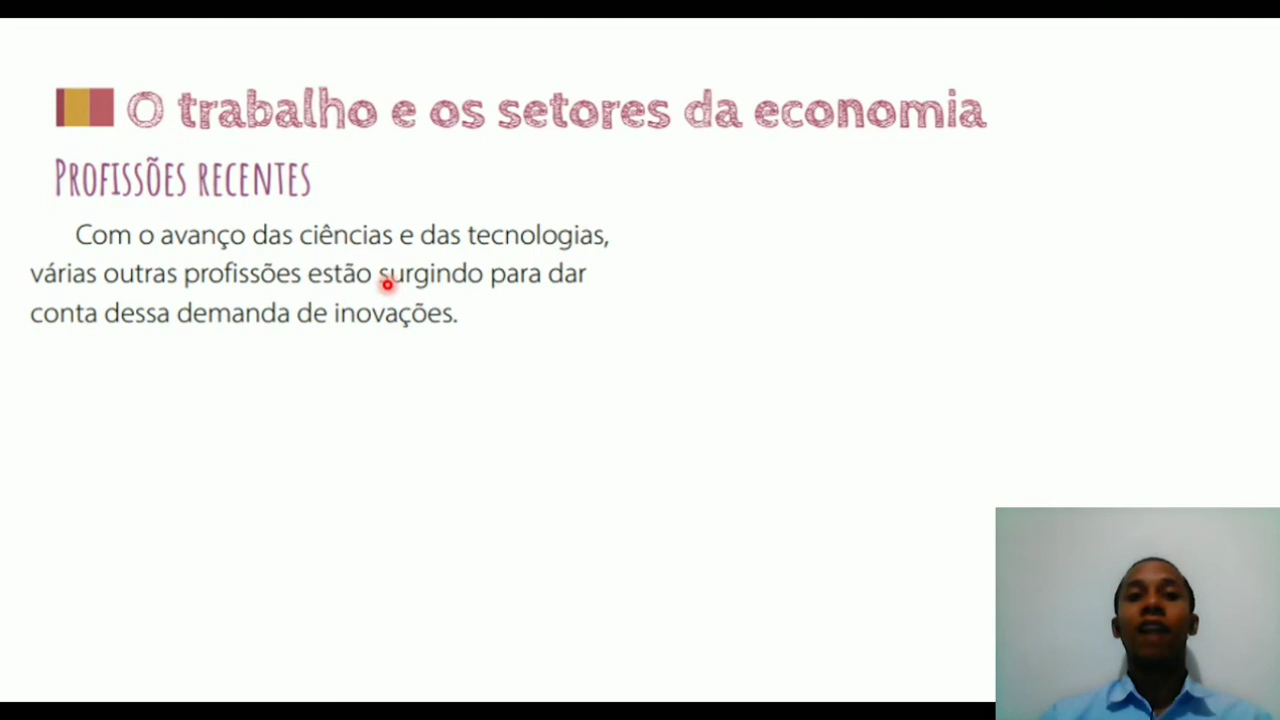 O trabalho e os setores da economia
PROFISSÕES RECENTES
Com o avanço das ciências e das tecnologias,
várias outras profissões estão surgindo para dar
conta dessa demanda de inovações.